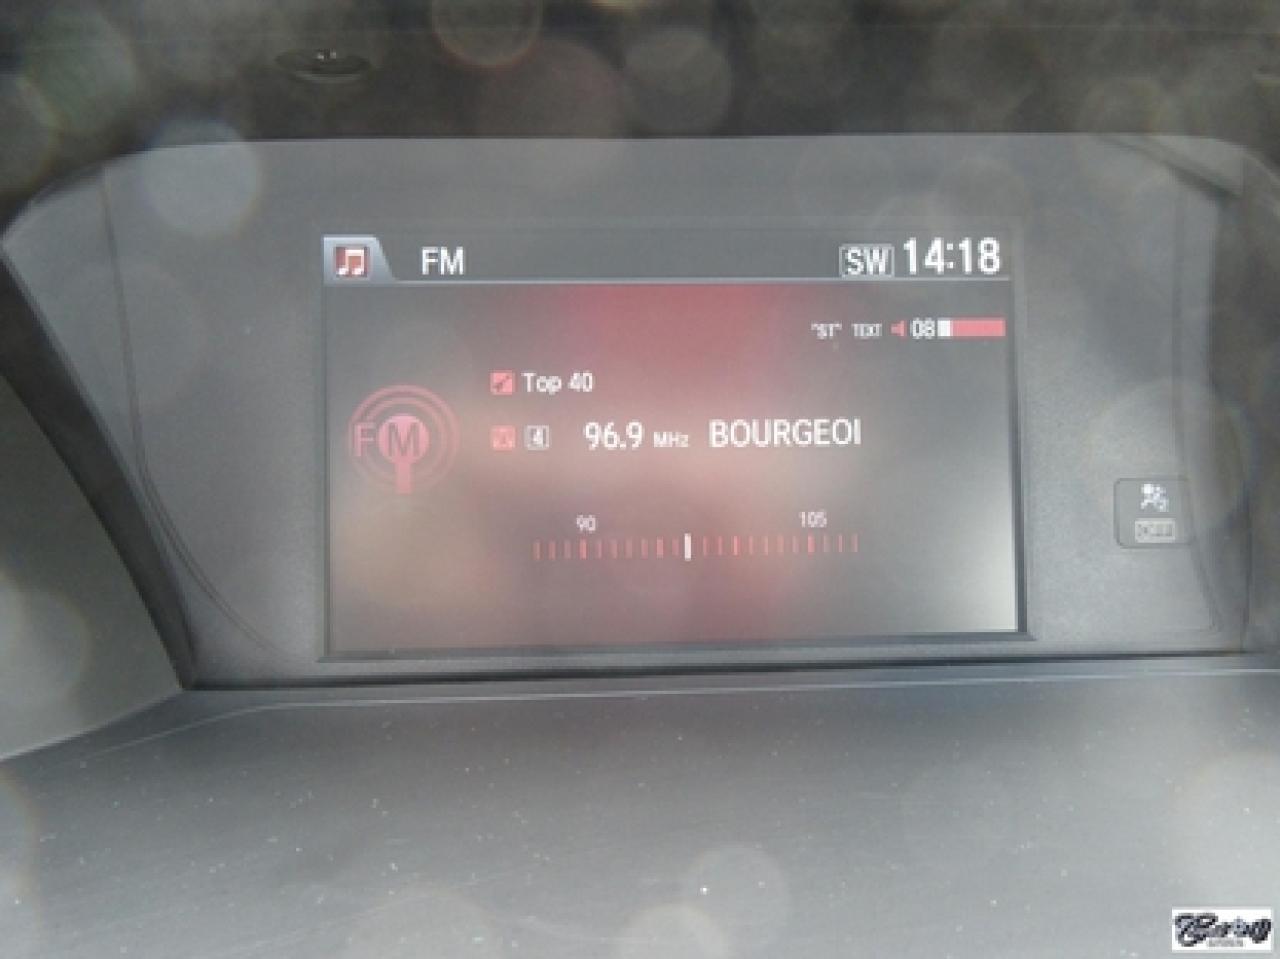 FM SW 14:18
"ST" TEXT 08
Top 40
FM 4 96.9 MHz BOURGEOI
90 105